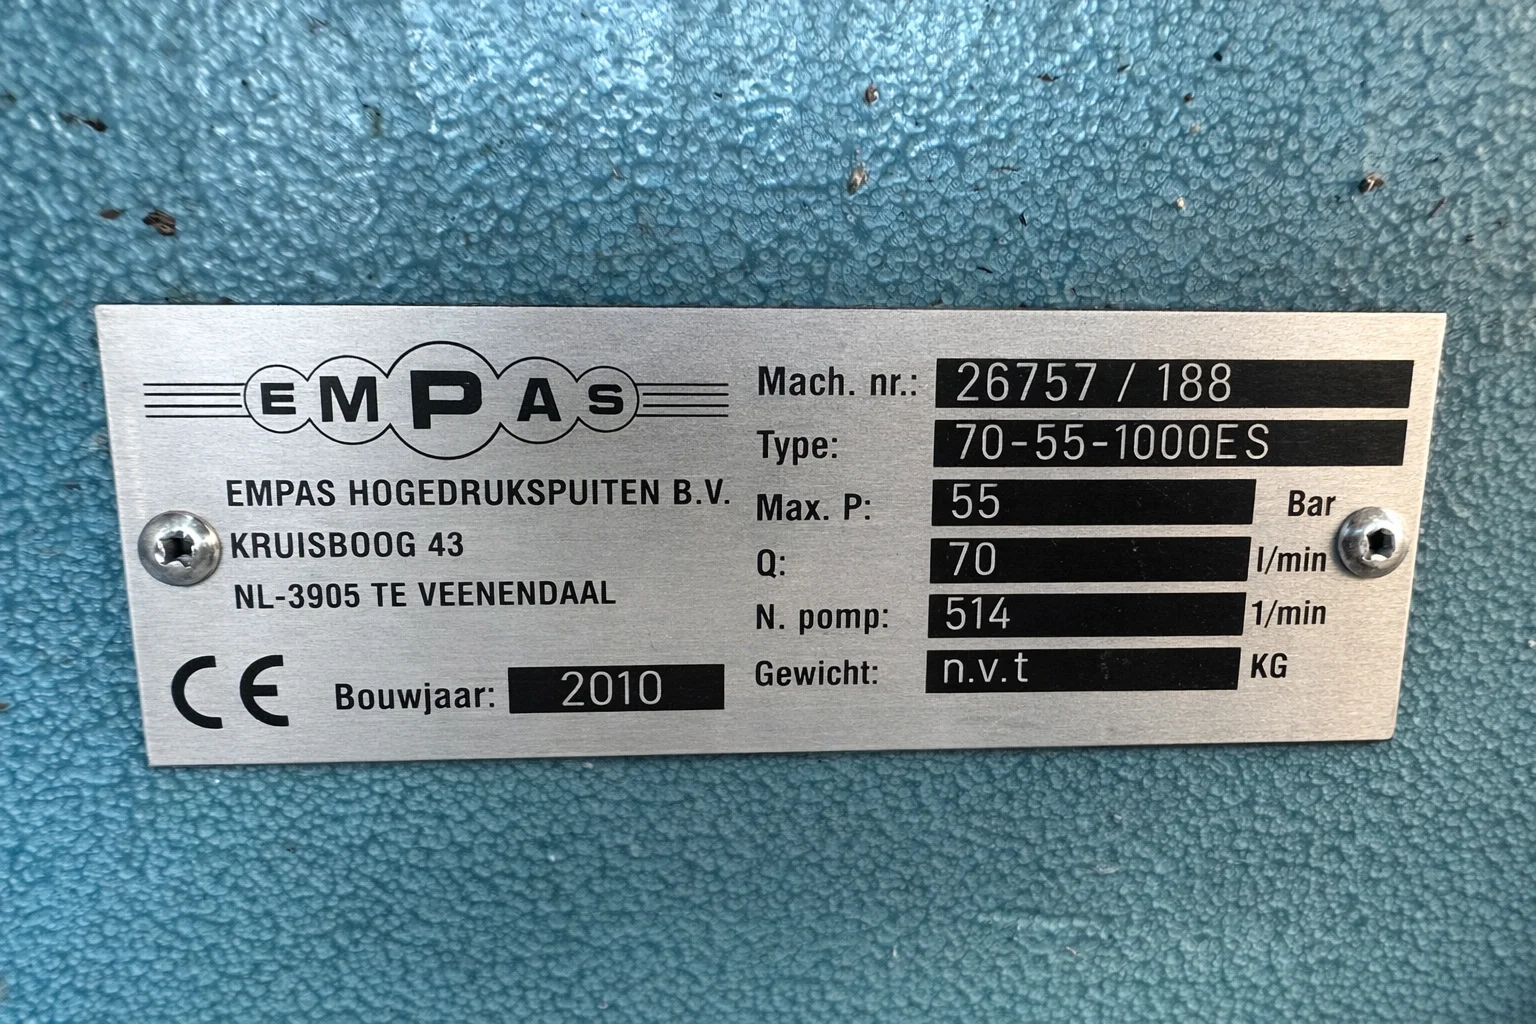 EMPAS
EMPAS HOGEDRUKSPUITEN B.V.
KRUISBOOG 43
NL-3905 TE VEENENDAAL
CE
Bouwjaar: 2010
Mach. nr.: 26757 / 188
Type: 70-55-1000ES
Max. P: 55 Bar
Q: 70 l/min
N. pomp: 514 1/min
Gewicht: n.v.t KG